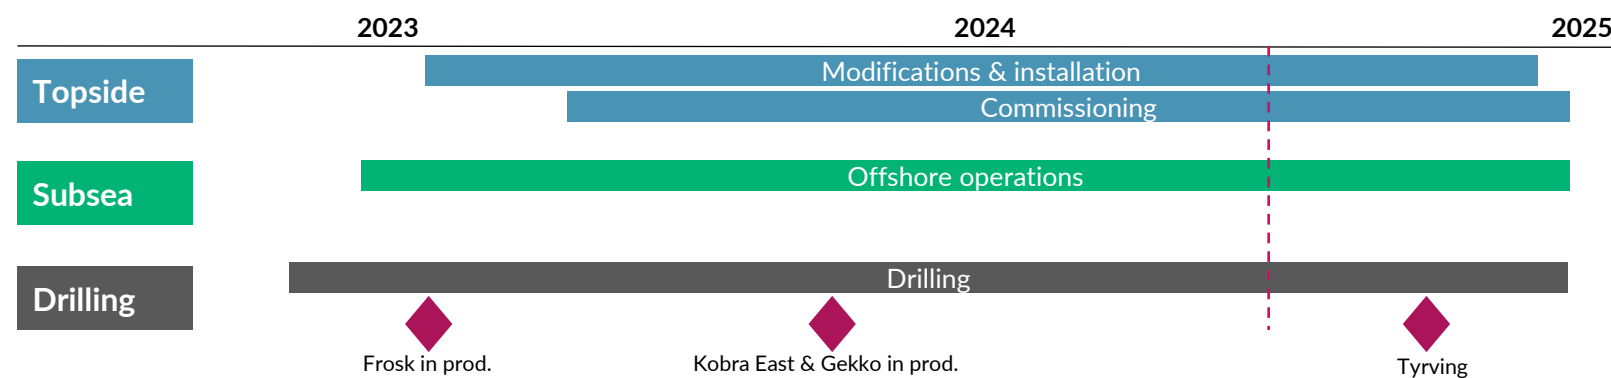 2023 2024 2025
Topside
Modifications & installation
Commissioning
Subsea
Offshore operations
Drilling
Drilling
Frosk in prod. Kobra East & Gekko in prod. Tyrving